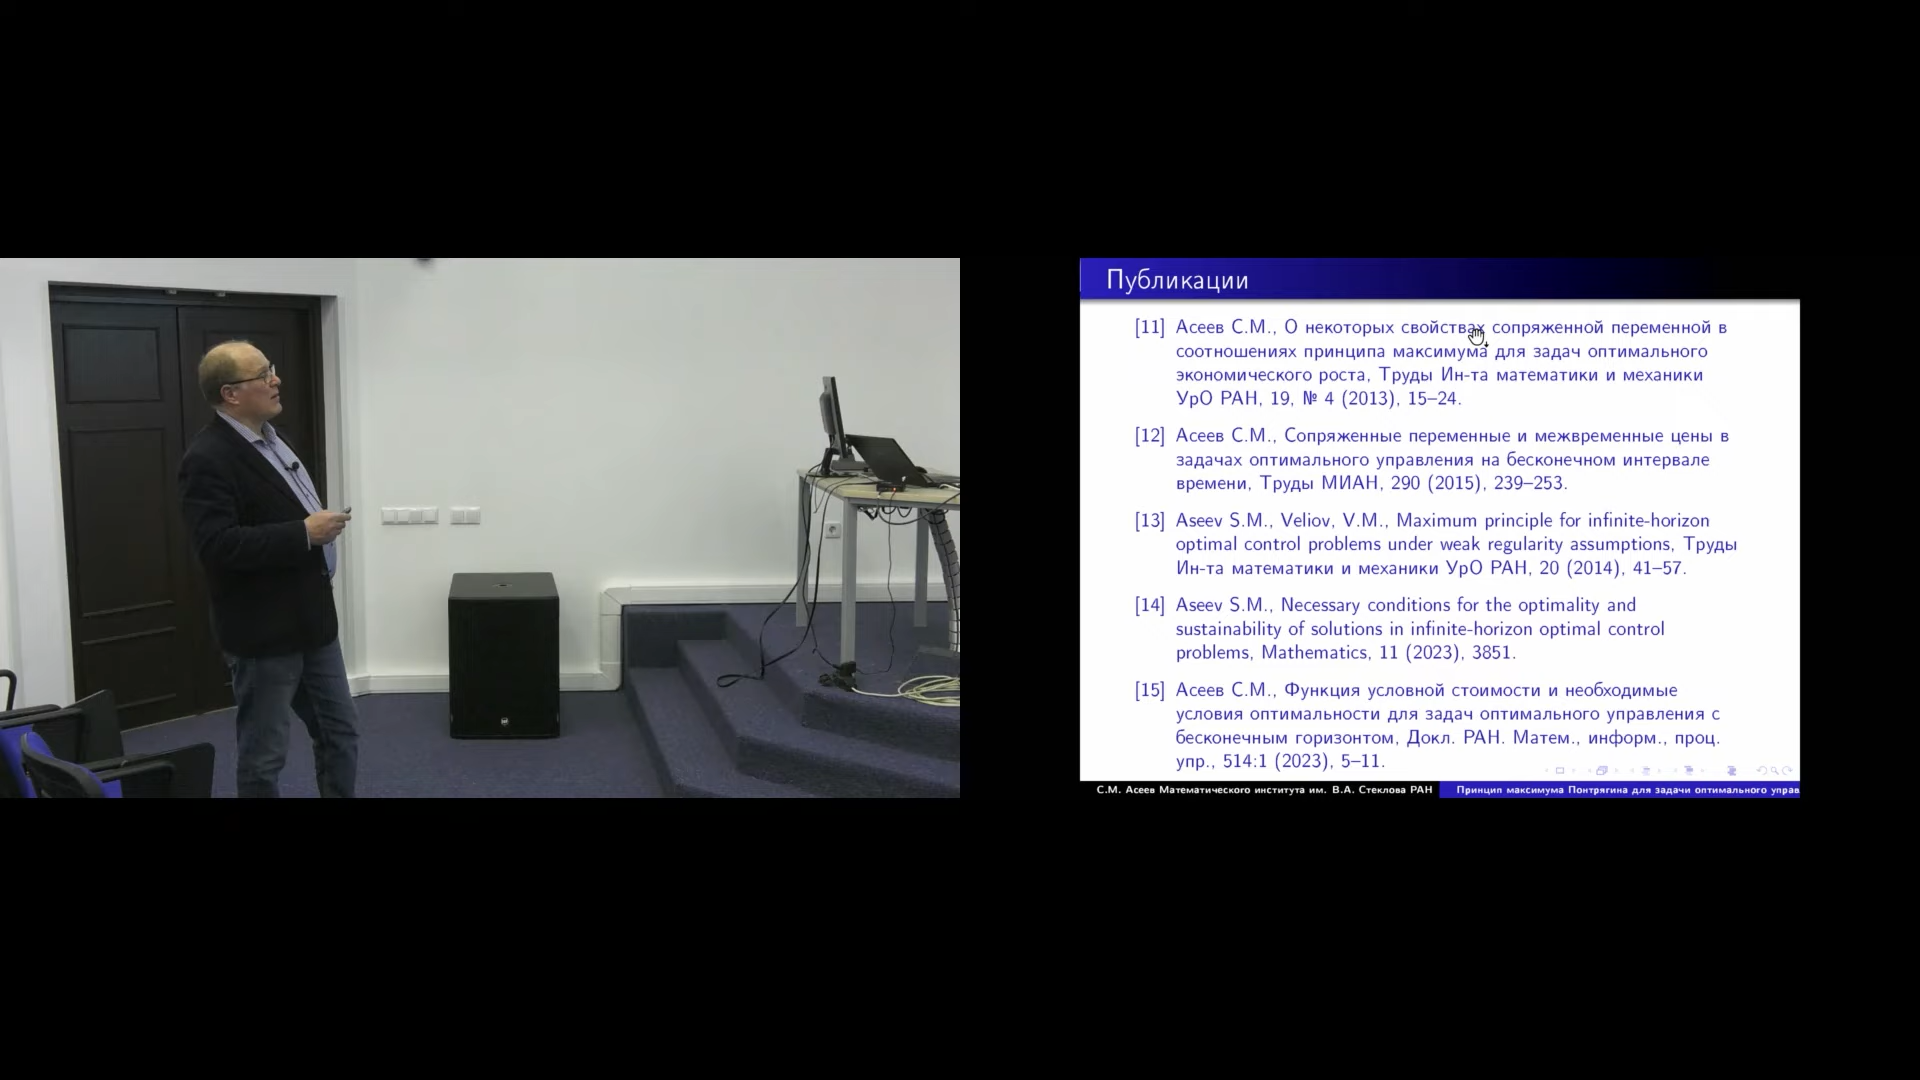 Публикации
[11] Асеев С.М., О некоторых свойствах сопряженной переменной в
соотношениях принципа максимума для задач оптимального
экономического роста, Труды Ин-та математики и механики
УрО РАН, 19, № 4 (2013), 15–24.
[12] Асеев С.М., Сопряженные переменные и межвременные цены в
задачах оптимального управления на бесконечном интервале
времени, Труды МИАН, 290 (2015), 239–253.
[13] Aseev S.M., Veliov, V.M., Maximum principle for infinite-horizon
optimal control problems under weak regularity assumptions, Труды
Ин-та математики и механики УрО РАН, 20 (2014), 41–57.
[14] Aseev S.M., Necessary conditions for the optimality and
sustainability of solutions in infinite-horizon optimal control
problems, Mathematics, 11 (2023), 3851.
[15] Асеев С.М., Функция условной стоимости и необходимые
условия оптимальности для задач оптимального управления с
бесконечным горизонтом, Докл. РАН. Матем., информ., проц.
упр., 514:1 (2023), 5–11.
С.М. Асеев Математического института им. В.А. Стеклова РАН
Принцип максимума Понтрягина для задачи оптимального управ